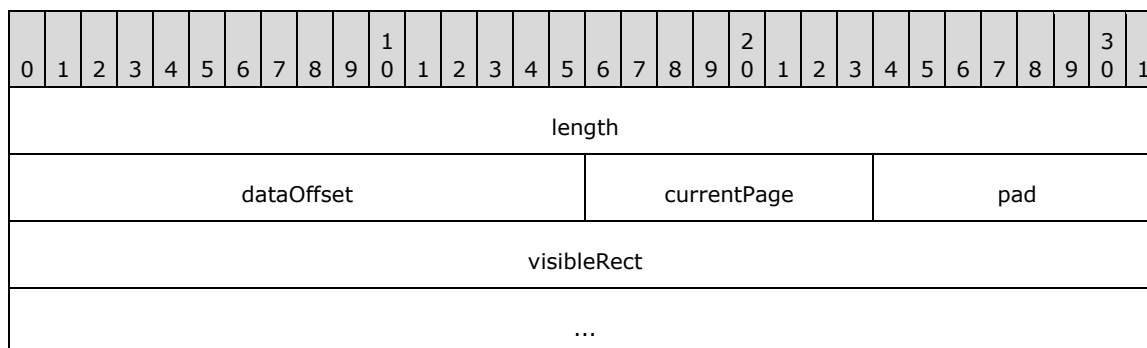 1 2 3
0 1 2 3 4 5 6 7 8 9 0 1 2 3 4 5 6 7 8 9 0 1 2 3 4 5 6 7 8 9 0 1
length
dataOffset currentPage pad
visibleRect
...